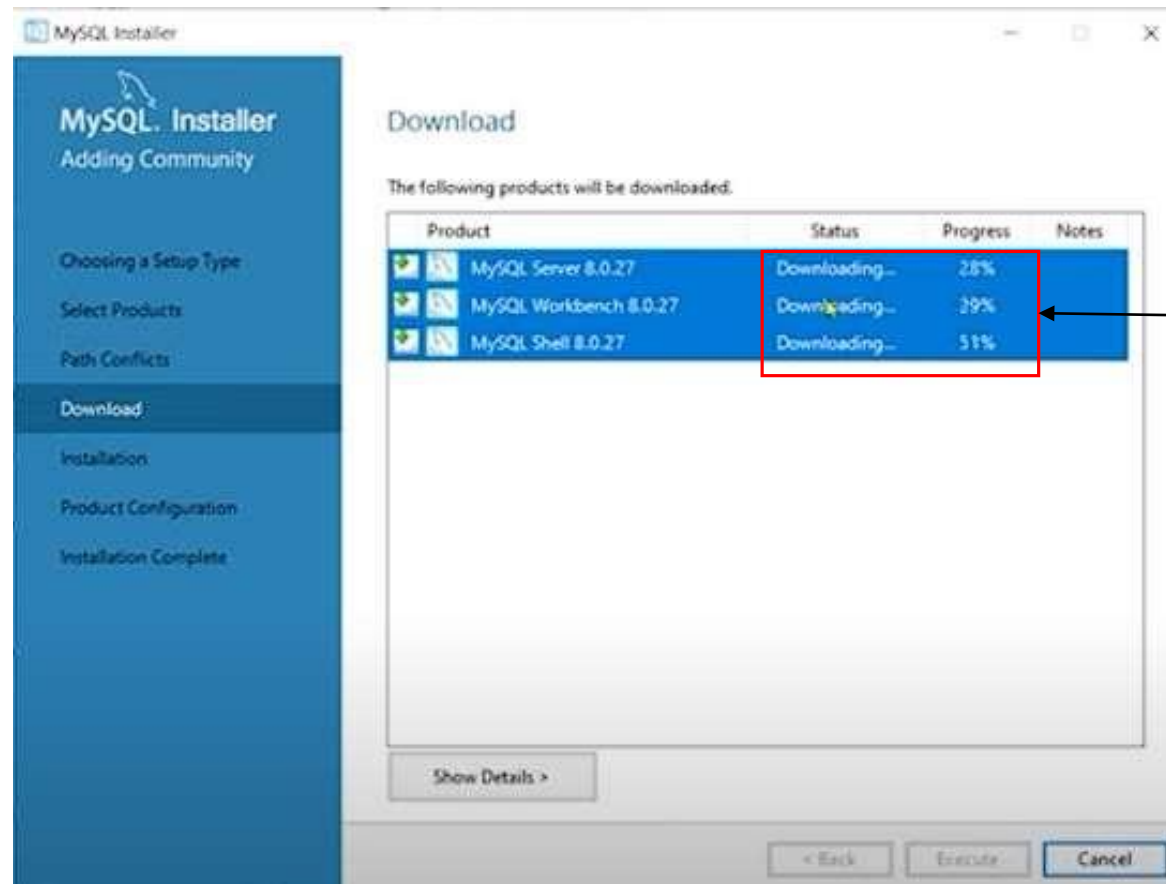 MySQL Installer
MySQL. Installer
Adding Community
Choosing a Setup Type
Select Products
Path Conflicts
Download
Installation
Product Configuration
Installation Complete
Download
The following products will be downloaded.
Product Status Progress Notes
MySQL Server 8.0.27 Downloading... 28%
MySQL Workbench 8.0.27 Downloading... 29%
MySQL Shell 8.0.27 Downloading... 51%
Show Details >
< Back Execute Cancel